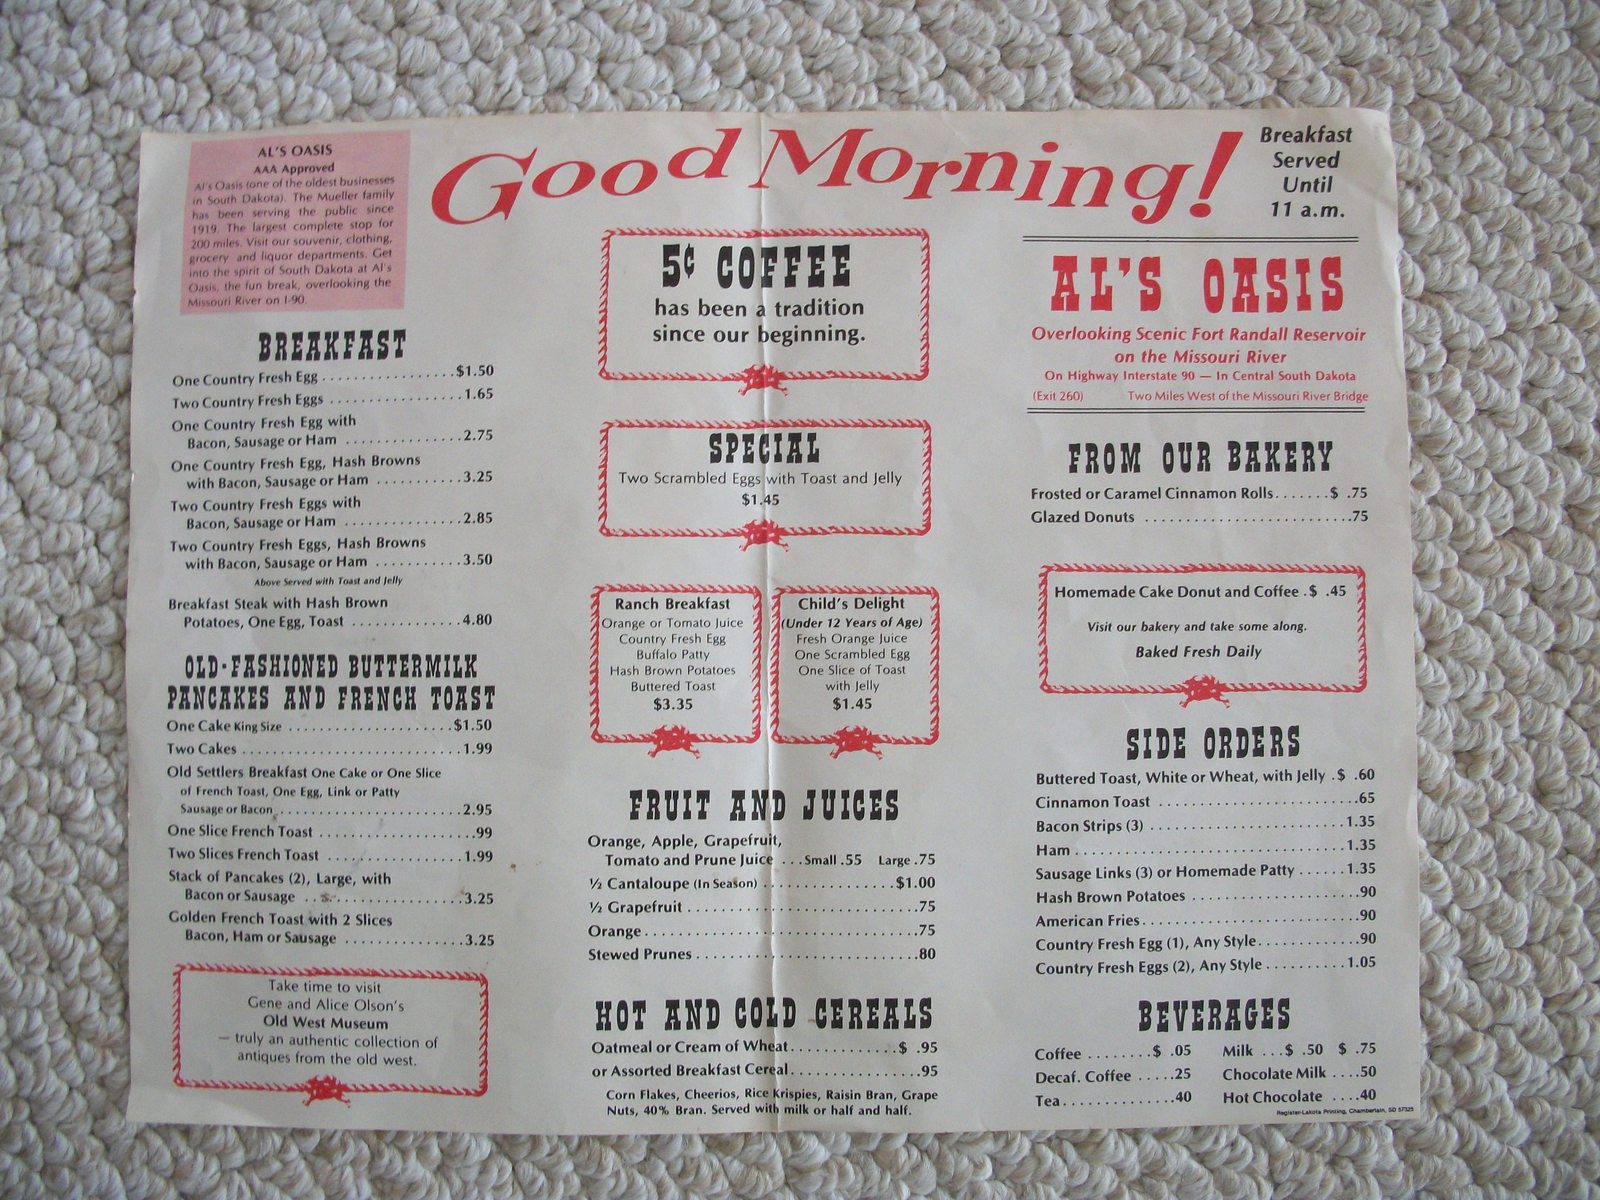 Good Morning!
Breakfast
Served
Until
11 a.m.
AL'S OASIS
AAA Approved
Al's Oasis (one of the oldest businesses
in South Dakota). The Mueller family
has been serving the public since
1919. The largest complete stop for
200 miles. Visit our souvenir, clothing,
grocery and liquor departments. Get
into the spirit of South Dakota at Al's
Oasis, the fun break, overlooking the
Missouri River on I-90.
BREAKFAST
One Country Fresh Egg . . . . . . . . . . . . . . . . . $1.50
Two Country Fresh Eggs . . . . . . . . . . . . . . . . . 1.65
One Country Fresh Egg with
Bacon, Sausage or Ham . . . . . . . . . . . . . . . 2.75
One Country Fresh Egg, Hash Browns
with Bacon, Sausage or Ham . . . . . . . . . . . 3.25
Two Country Fresh Eggs with
Bacon, Sausage or Ham . . . . . . . . . . . . . . . 2.85
Two Country Fresh Eggs, Hash Browns
with Bacon, Sausage or Ham . . . . . . . . . . . 3.50
Above Served with Toast and Jelly
Breakfast Steak with Hash Brown
Potatoes, One Egg, Toast . . . . . . . . . . . . . . 4.80
OLD-FASHIONED BUTTERMILK
PANCAKES AND FRENCH TOAST
One Cake King Size . . . . . . . . . . . . . . . . . . . . . $1.50
Two Cakes . . . . . . . . . . . . . . . . . . . . . . . . . . . . 1.99
Old Settlers Breakfast One Cake or One Slice
of French Toast, One Egg, Link or Patty
Sausage or Bacon . . . . . . . . . . . . . . . . . . . . . . . 2.95
One Slice French Toast . . . . . . . . . . . . . . . . . . . .99
Two Slices French Toast . . . . . . . . . . . . . . . . . 1.99
Stack of Pancakes (2), Large, with
Bacon or Sausage . . . . . . . . . . . . . . . . . . . . 3.25
Golden French Toast with 2 Slices
Bacon, Ham or Sausage . . . . . . . . . . . . . . . 3.25
Take time to visit
Gene and Alice Olson's
Old West Museum
— truly an authentic collection of
antiques from the old west.
5¢ COFFEE
has been a tradition
since our beginning.
SPECIAL
Two Scrambled Eggs with Toast and Jelly
$1.45
Ranch Breakfast
Orange or Tomato Juice
Country Fresh Egg
Buffalo Patty
Hash Brown Potatoes
Buttered Toast
$3.35
Child's Delight
(Under 12 Years of Age)
Fresh Orange Juice
One Scrambled Egg
One Slice of Toast
with Jelly
$1.45
FRUIT AND JUICES
Orange, Apple, Grapefruit,
Tomato and Prune Juice . . . Small .55 Large .75
½ Cantaloupe (In Season) . . . . . . . . . . . . . . . . . $1.00
½ Grapefruit . . . . . . . . . . . . . . . . . . . . . . . . . . . . . .75
Orange . . . . . . . . . . . . . . . . . . . . . . . . . . . . . . . . . . .75
Stewed Prunes . . . . . . . . . . . . . . . . . . . . . . . . . . . . .80
HOT AND COLD CEREALS
Oatmeal or Cream of Wheat . . . . . . . . . . . . . $ .95
or Assorted Breakfast Cereal . . . . . . . . . . . . . . . . .95
Corn Flakes, Cheerios, Rice Krispies, Raisin Bran, Grape
Nuts, 40% Bran. Served with milk or half and half.
AL'S OASIS
Overlooking Scenic Fort Randall Reservoir
on the Missouri River
On Highway Interstate 90 — In Central South Dakota
(Exit 260) Two Miles West of the Missouri River Bridge
FROM OUR BAKERY
Frosted or Caramel Cinnamon Rolls . . . . . . . $ .75
Glazed Donuts . . . . . . . . . . . . . . . . . . . . . . . . . . .75
Homemade Cake Donut and Coffee . $ .45
Visit our bakery and take some along.
Baked Fresh Daily
SIDE ORDERS
Buttered Toast, White or Wheat, with Jelly . $ .60
Cinnamon Toast . . . . . . . . . . . . . . . . . . . . . . . . . .65
Bacon Strips (3) . . . . . . . . . . . . . . . . . . . . . . . . . 1.35
Ham . . . . . . . . . . . . . . . . . . . . . . . . . . . . . . . . . . 1.35
Sausage Links (3) or Homemade Patty . . . . . . 1.35
Hash Brown Potatoes . . . . . . . . . . . . . . . . . . . . . .90
American Fries . . . . . . . . . . . . . . . . . . . . . . . . . . . .90
Country Fresh Egg (1), Any Style . . . . . . . . . . . . . .90
Country Fresh Eggs (2), Any Style . . . . . . . . . . 1.05
BEVERAGES
Coffee . . . . . . . . $ .05 Milk . . . $ .50 $ .75
Decaf. Coffee . . . . . .25 Chocolate Milk . . . . .50
Tea . . . . . . . . . . . . . . .40 Hot Chocolate . . . . .40
Register-Lakota Printing, Chamberlain, SD 57325